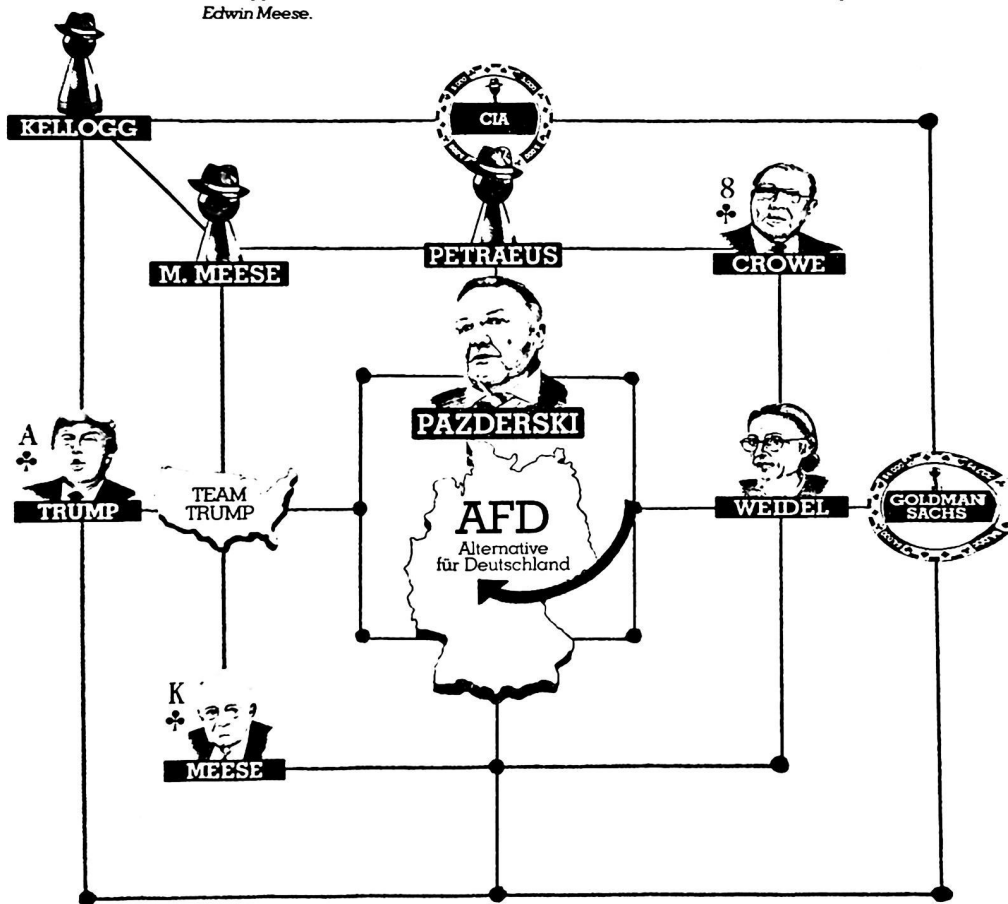 Edwin Meese.
KELLOGG
CIA
8
M. MEESE
PETRAEUS
CROWE
PAZDERSKI
A
TRUMP
TEAM
TRUMP
AFD
Alternative
für Deutschland
WEIDEL
GOLDMAN
SACHS
K
MEESE